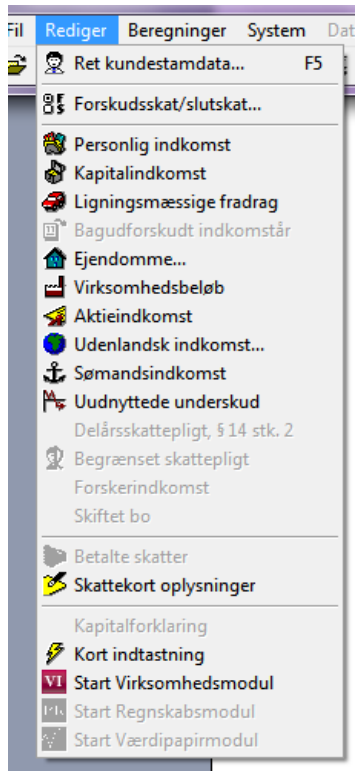 Fil Rediger Beregninger System Dat
Ret kundestamdata... F5
Forskudsskat/slutskat...
Personlig indkomst
Kapitalindkomst
Ligningsmæssige fradrag
Bagudforskudt indkomstår
Ejendomme...
Virksomhedsbeløb
Aktieindkomst
Udenlandsk indkomst...
Sømandsindkomst
Uudnyttede underskud
Delårsskattepligt, § 14 stk. 2
Begrænset skattepligt
Forskerindkomst
Skiftet bo
Betalte skatter
Skattekort oplysninger
Kapitalforklaring
Kort indtastning
VI Start Virksomhedsmodul
Start Regnskabsmodul
Start Værdipapirmodul